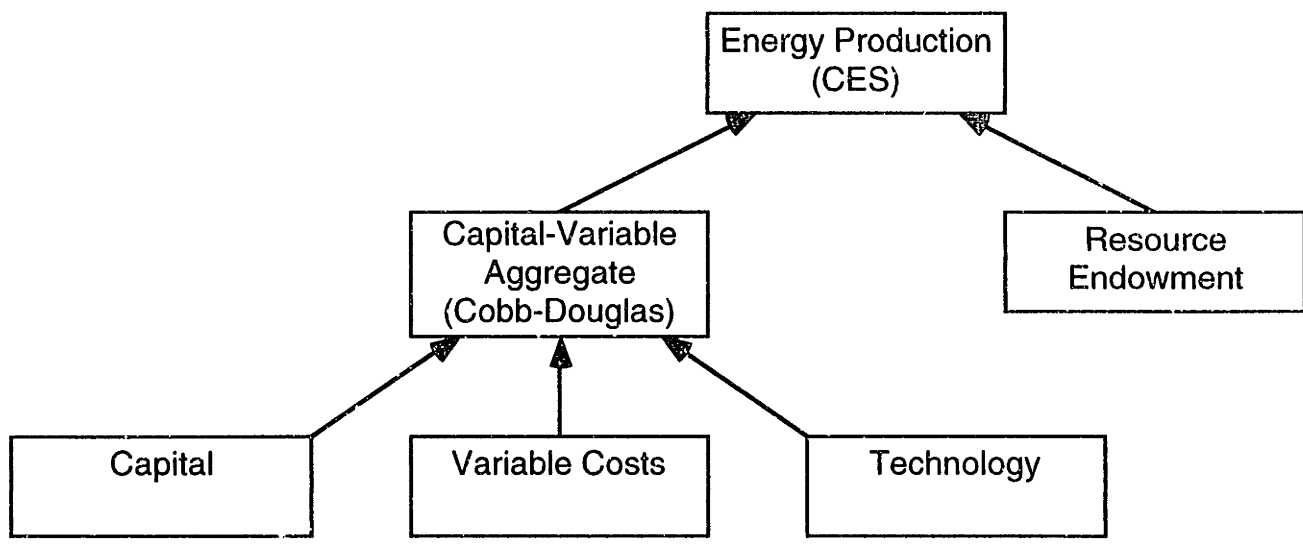 Energy Production
(CES)
Capital-Variable
Aggregate
(Cobb-Douglas)
Resource
Endowment
Capital
Variable Costs
Technology